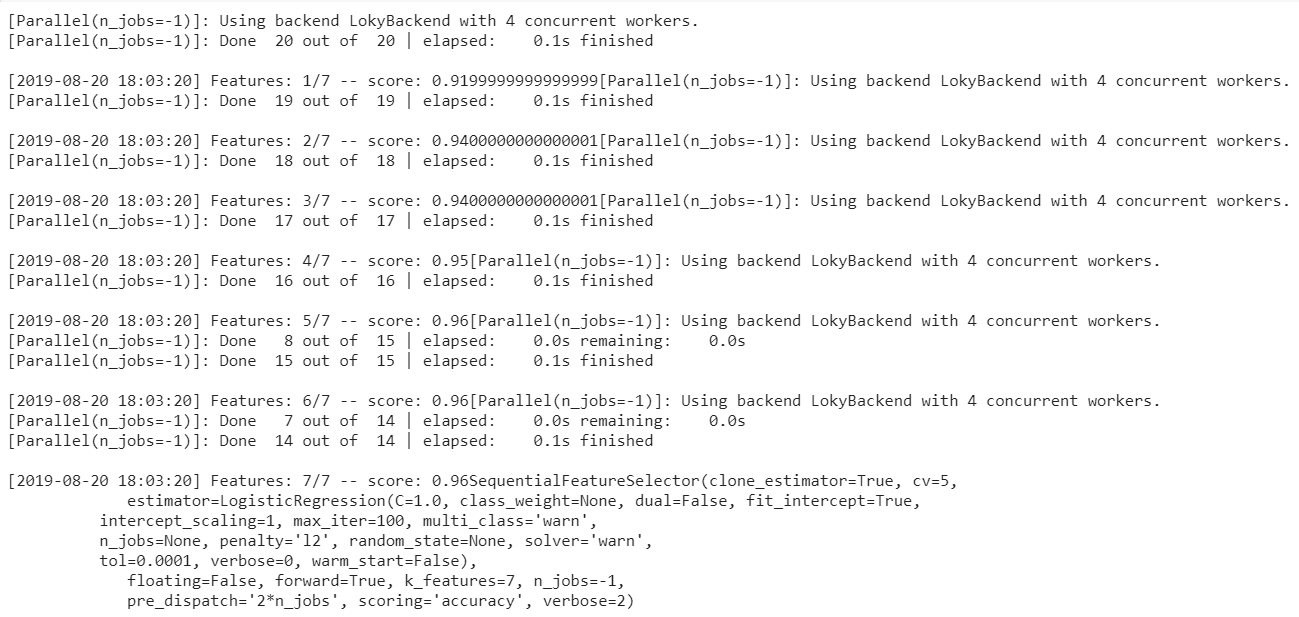 [Parallel(n_jobs=-1)]: Using backend LokyBackend with 4 concurrent workers.
[Parallel(n_jobs=-1)]: Done  20 out of  20 | elapsed:    0.1s finished
[2019-08-20 18:03:20] Features: 1/7 -- score: 0.9199999999999999[Parallel(n_jobs=-1)]: Using backend LokyBackend with 4 concurrent workers.
[Parallel(n_jobs=-1)]: Done  19 out of  19 | elapsed:    0.1s finished
[2019-08-20 18:03:20] Features: 2/7 -- score: 0.9400000000000001[Parallel(n_jobs=-1)]: Using backend LokyBackend with 4 concurrent workers.
[Parallel(n_jobs=-1)]: Done  18 out of  18 | elapsed:    0.1s finished
[2019-08-20 18:03:20] Features: 3/7 -- score: 0.9400000000000001[Parallel(n_jobs=-1)]: Using backend LokyBackend with 4 concurrent workers.
[Parallel(n_jobs=-1)]: Done  17 out of  17 | elapsed:    0.1s finished
[2019-08-20 18:03:20] Features: 4/7 -- score: 0.95[Parallel(n_jobs=-1)]: Using backend LokyBackend with 4 concurrent workers.
[Parallel(n_jobs=-1)]: Done  16 out of  16 | elapsed:    0.1s finished
[2019-08-20 18:03:20] Features: 5/7 -- score: 0.96[Parallel(n_jobs=-1)]: Using backend LokyBackend with 4 concurrent workers.
[Parallel(n_jobs=-1)]: Done   8 out of  15 | elapsed:    0.0s remaining:    0.0s
[Parallel(n_jobs=-1)]: Done  15 out of  15 | elapsed:    0.1s finished
[2019-08-20 18:03:20] Features: 6/7 -- score: 0.96[Parallel(n_jobs=-1)]: Using backend LokyBackend with 4 concurrent workers.
[Parallel(n_jobs=-1)]: Done   7 out of  14 | elapsed:    0.0s remaining:    0.0s
[Parallel(n_jobs=-1)]: Done  14 out of  14 | elapsed:    0.1s finished
[2019-08-20 18:03:20] Features: 7/7 -- score: 0.96SequentialFeatureSelector(clone_estimator=True, cv=5,
estimator=LogisticRegression(C=1.0, class_weight=None, dual=False, fit_intercept=True,
intercept_scaling=1, max_iter=100, multi_class='warn',
n_jobs=None, penalty='l2', random_state=None, solver='warn',
tol=0.0001, verbose=0, warm_start=False),
floating=False, forward=True, k_features=7, n_jobs=-1,
pre_dispatch='2*n_jobs', scoring='accuracy', verbose=2)